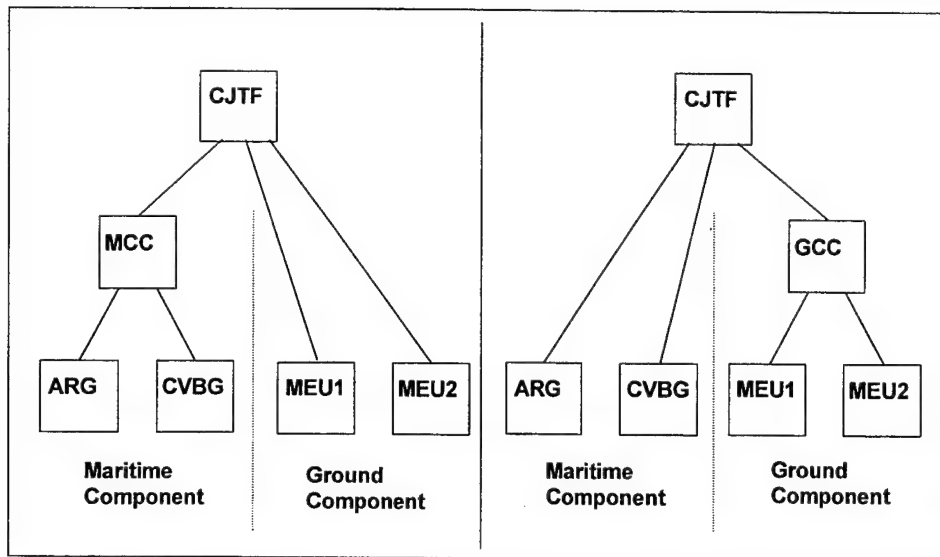 CJTF
MCC
ARG
CVBG
MEU1
MEU2
Maritime
Component
Ground
Component
CJTF
GCC
ARG
CVBG
MEU1
MEU2
Maritime
Component
Ground
Component